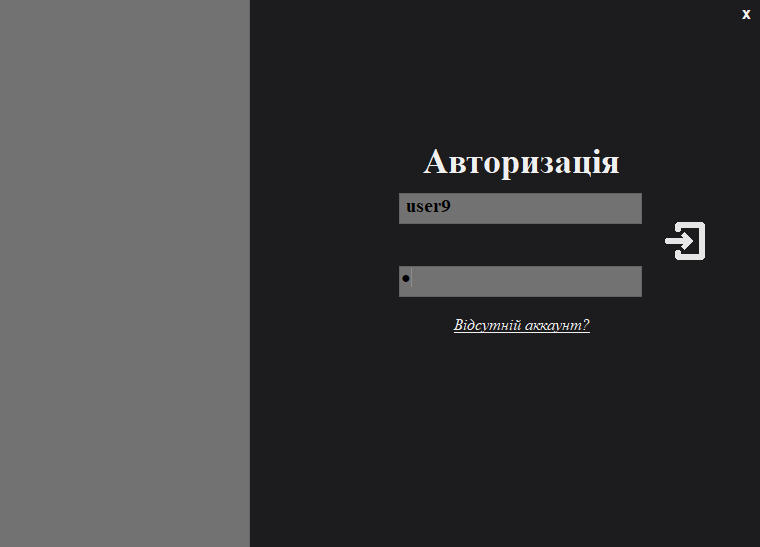 x
Авторизація
user9
●
Відсутній аккаунт?